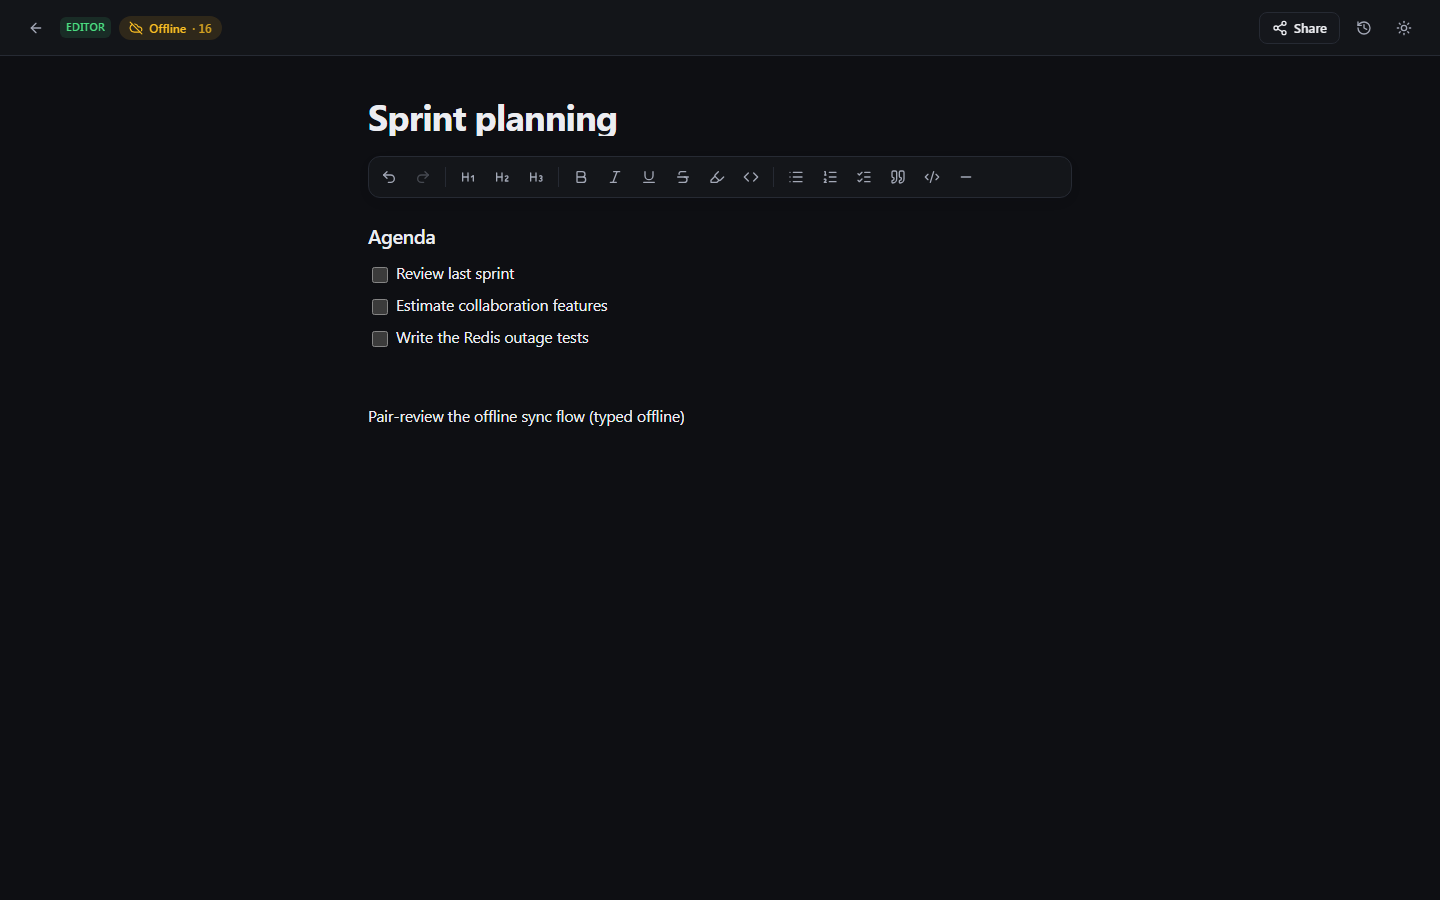 EDITOR Offline · 16 Share
Sprint planning
H1 H2 H3 B I U S
Agenda
Review last sprint
Estimate collaboration features
Write the Redis outage tests
Pair-review the offline sync flow (typed offline)